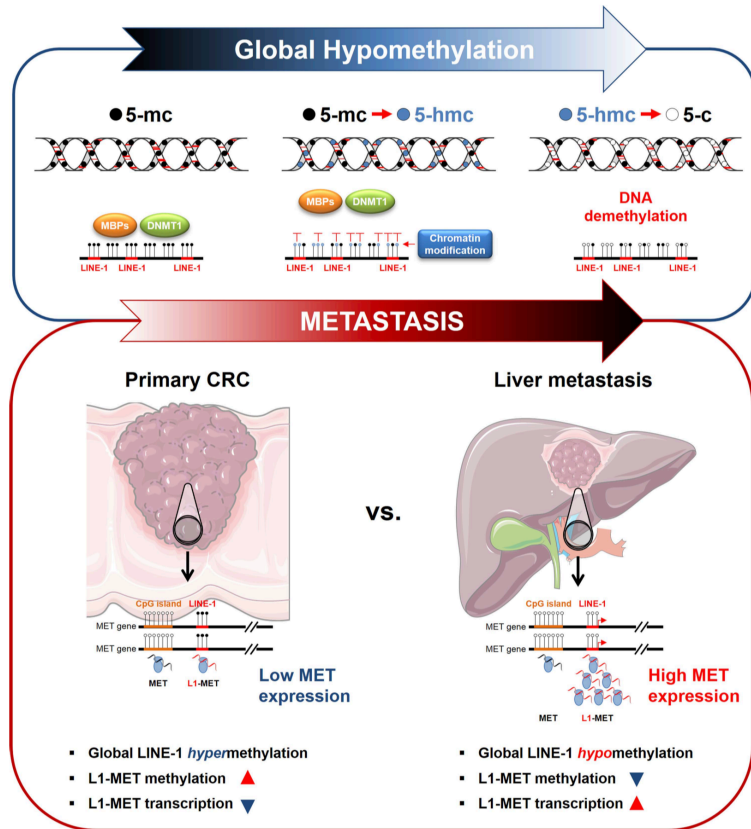 Global Hypomethylation
5-mc
5-mc 5-hmc
5-hmc 5-c
MBPs DNMT1
LINE-1 LINE-1 LINE-1
MBPs DNMT1
Chromatin
modification
LINE-1 LINE-1 LINE-1
DNA
demethylation
LINE-1 LINE-1 LINE-1
METASTASIS
Primary CRC
Liver metastasis
vs.
CpG island LINE-1
MET gene
MET gene
MET L1-MET
Low MET
expression
CpG island LINE-1
MET gene
MET gene
MET L1-MET
High MET
expression
▪ Global LINE-1 hypermethylation
▪ L1-MET methylation
▪ L1-MET transcription
▪ Global LINE-1 hypomethylation
▪ L1-MET methylation
▪ L1-MET transcription